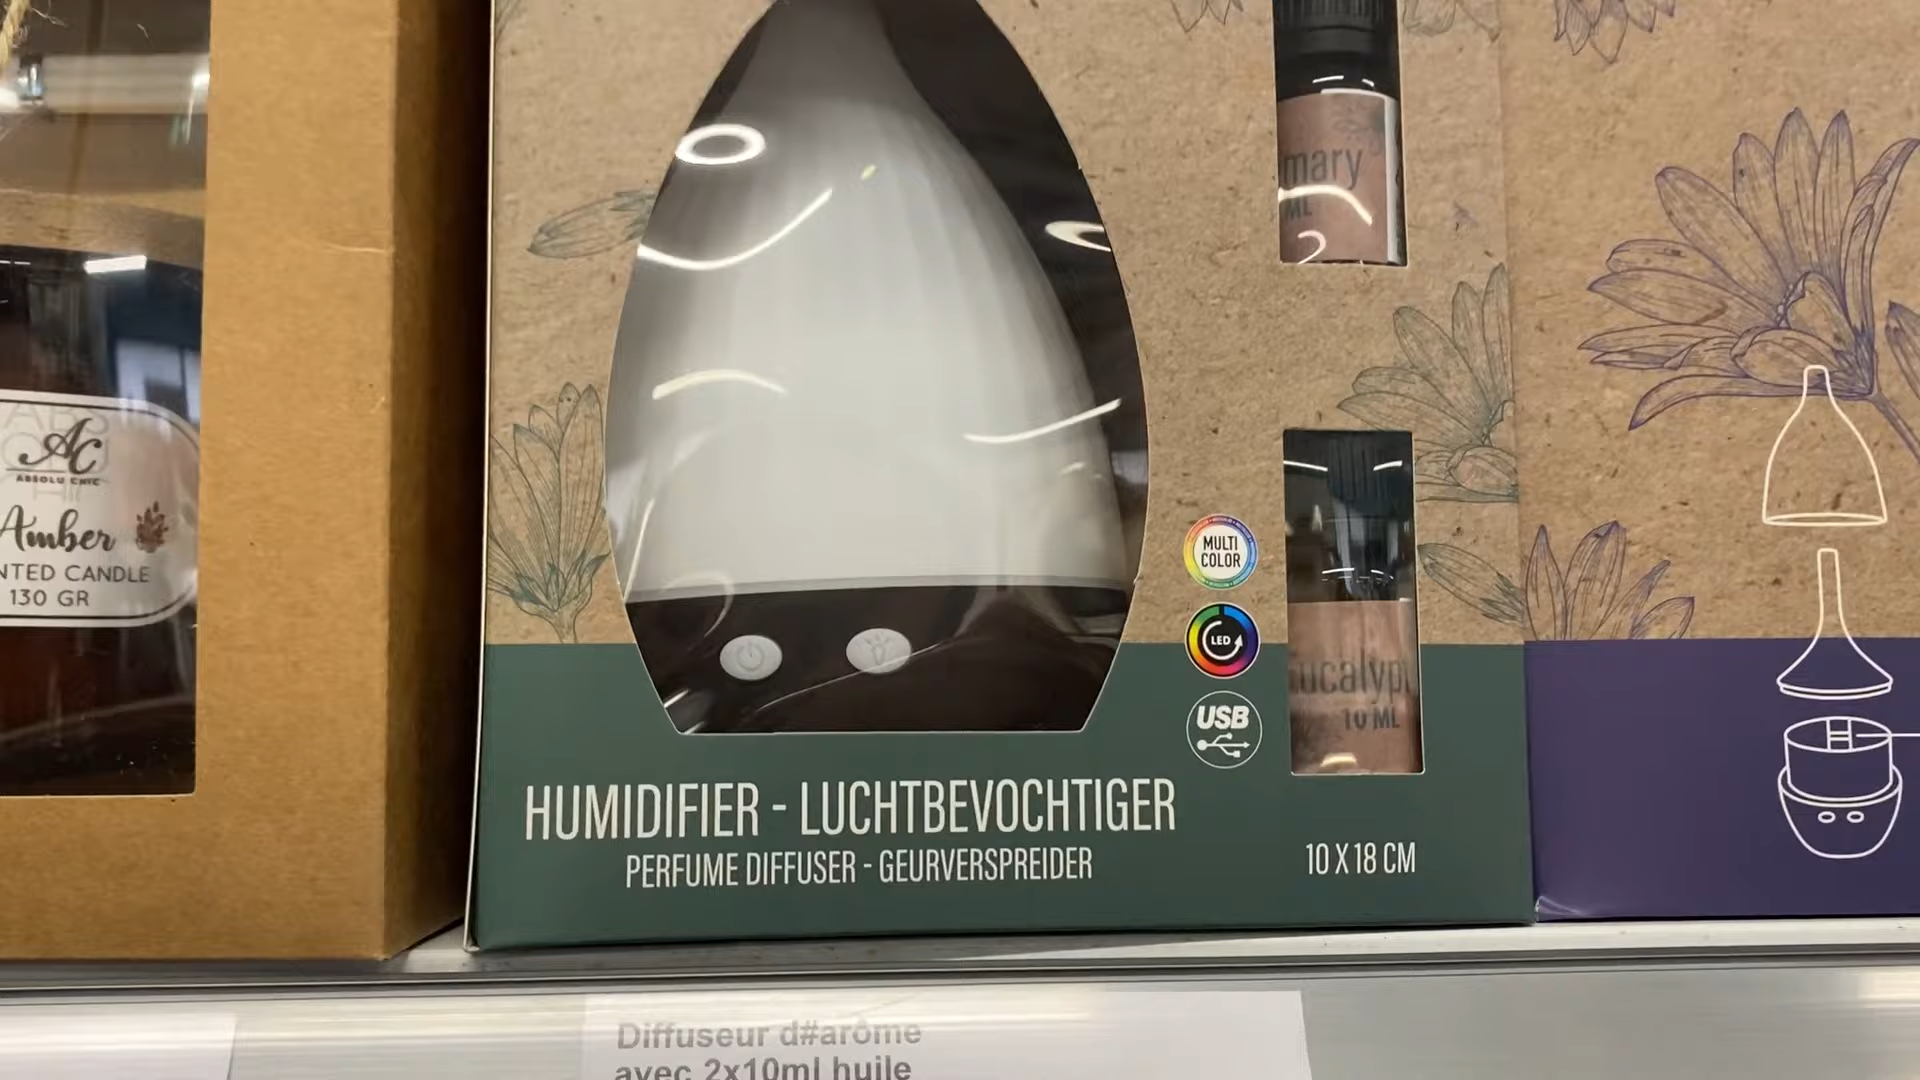 AC
ABSOLU CHIC
Amber
NTED CANDLE
130 GR
mary
ML
MULTI
COLOR
LED
USB
ucalyp
10 ML
HUMIDIFIER - LUCHTBEVOCHTIGER
PERFUME DIFFUSER - GEURVERSPREIDER
10 X 18 CM
Diffuseur d#arôme
avec 2x10ml huile